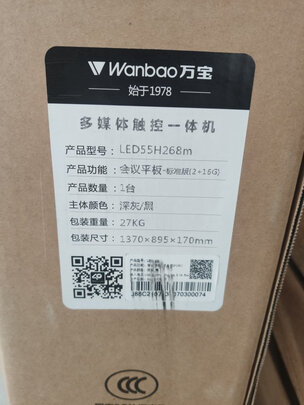 Wanbao万宝
始于1978
多媒体触控一体机
产品型号: LED55H268m
产品功能: 会议平板-标准版(2+16G)
产品数量: 1台
主体颜色: 深灰/黑
包装重量: 27KG
包装尺寸: 1370×895×170mm
CCC